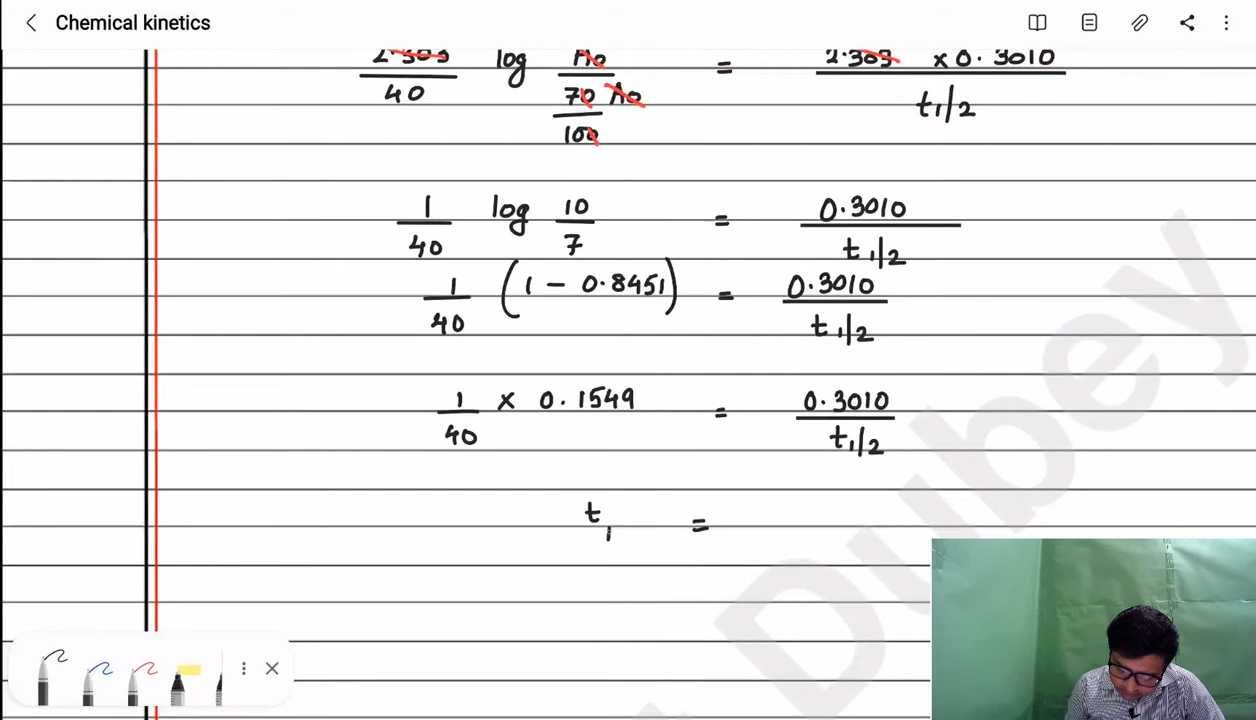 Chemical kinetics
2.303/40 log A₀/(70/100 A₀) = 2.303 × 0.3010/t₁/₂
1/40 log 10/7 = 0.3010/t₁/₂
1/40 (1 - 0.8451) = 0.3010/t₁/₂
1/40 × 0.1549 = 0.3010/t₁/₂
t₁ =
Dubey